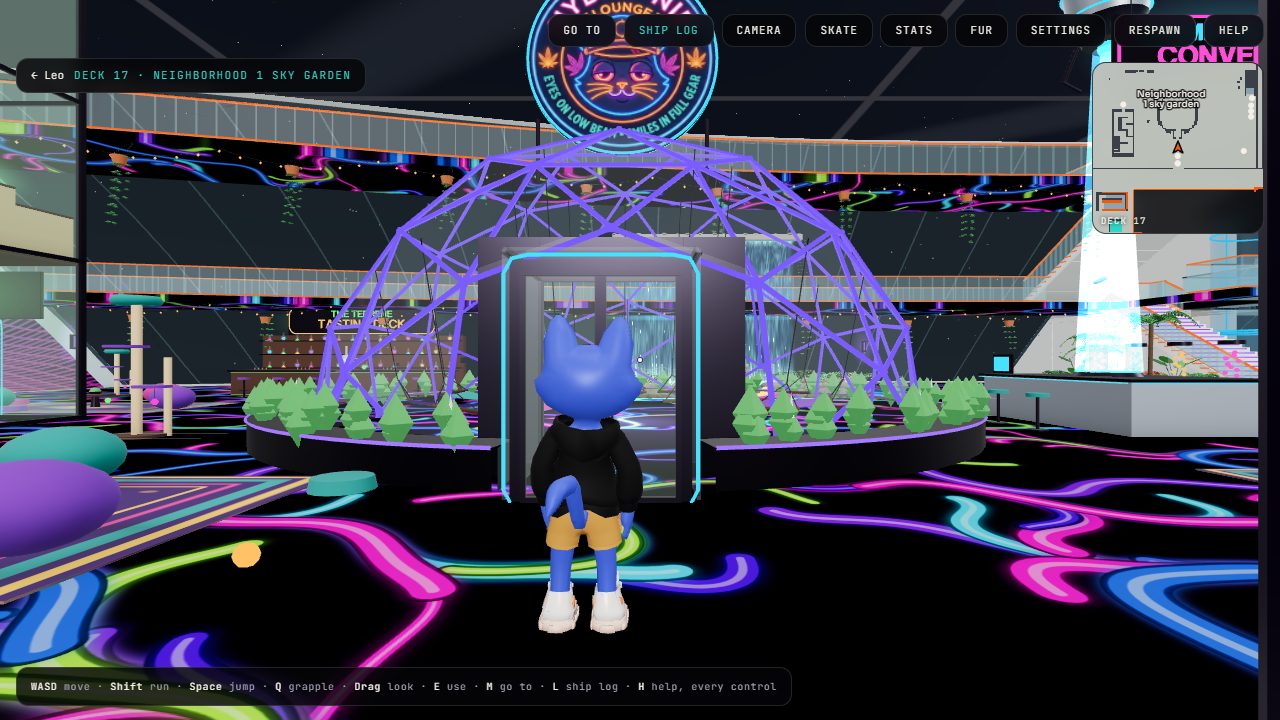 GO TO
SHIP LOG
CAMERA
SKATE
STATS
FUR
SETTINGS
RESPAWN
HELP
← Leo DECK 17 · NEIGHBORHOOD 1 SKY GARDEN
LOUNGE
EYES ON LOW BEAM SMILES IN FULL GEAR
Neighborhood
1 sky garden
DECK 17
WASD move · Shift run · Space jump · Q grapple · Drag look · E use · M go to · L ship log · H help, every control